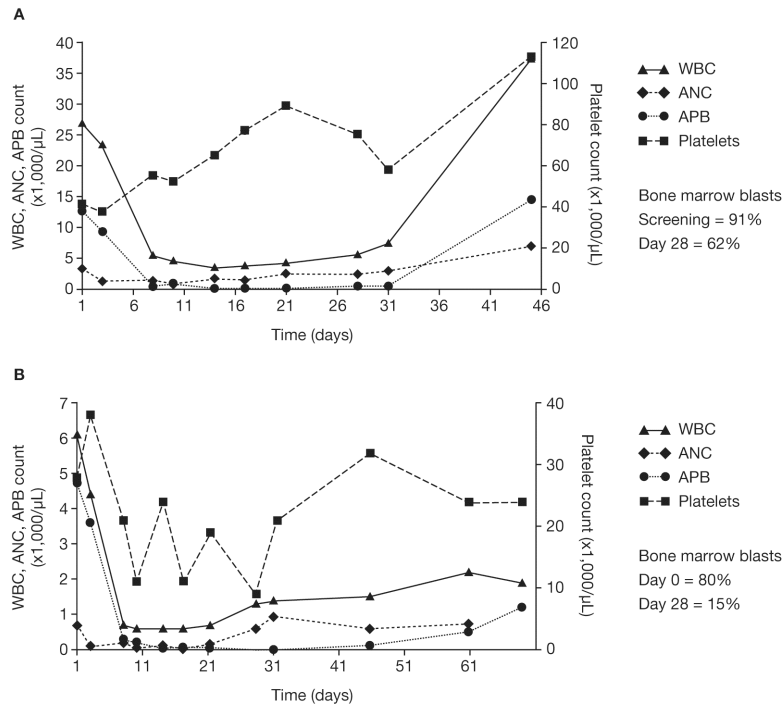 A
WBC, ANC, APB count
(x1,000/μL)
40
35
30
25
20
15
10
5
0
1
6
11
16
21
26
31
36
41
46
Time (days)
120
100
80
60
40
20
0
Platelet count (x1,000/μL)
WBC
ANC
APB
Platelets
Bone marrow blasts
Screening = 91%
Day 28 = 62%
B
WBC, ANC, APB count
(x1,000/μL)
7
6
5
4
3
2
1
0
1
11
21
31
41
51
61
Time (days)
40
30
20
10
0
Platelet count (x1,000/μL)
WBC
ANC
APB
Platelets
Bone marrow blasts
Day 0 = 80%
Day 28 = 15%